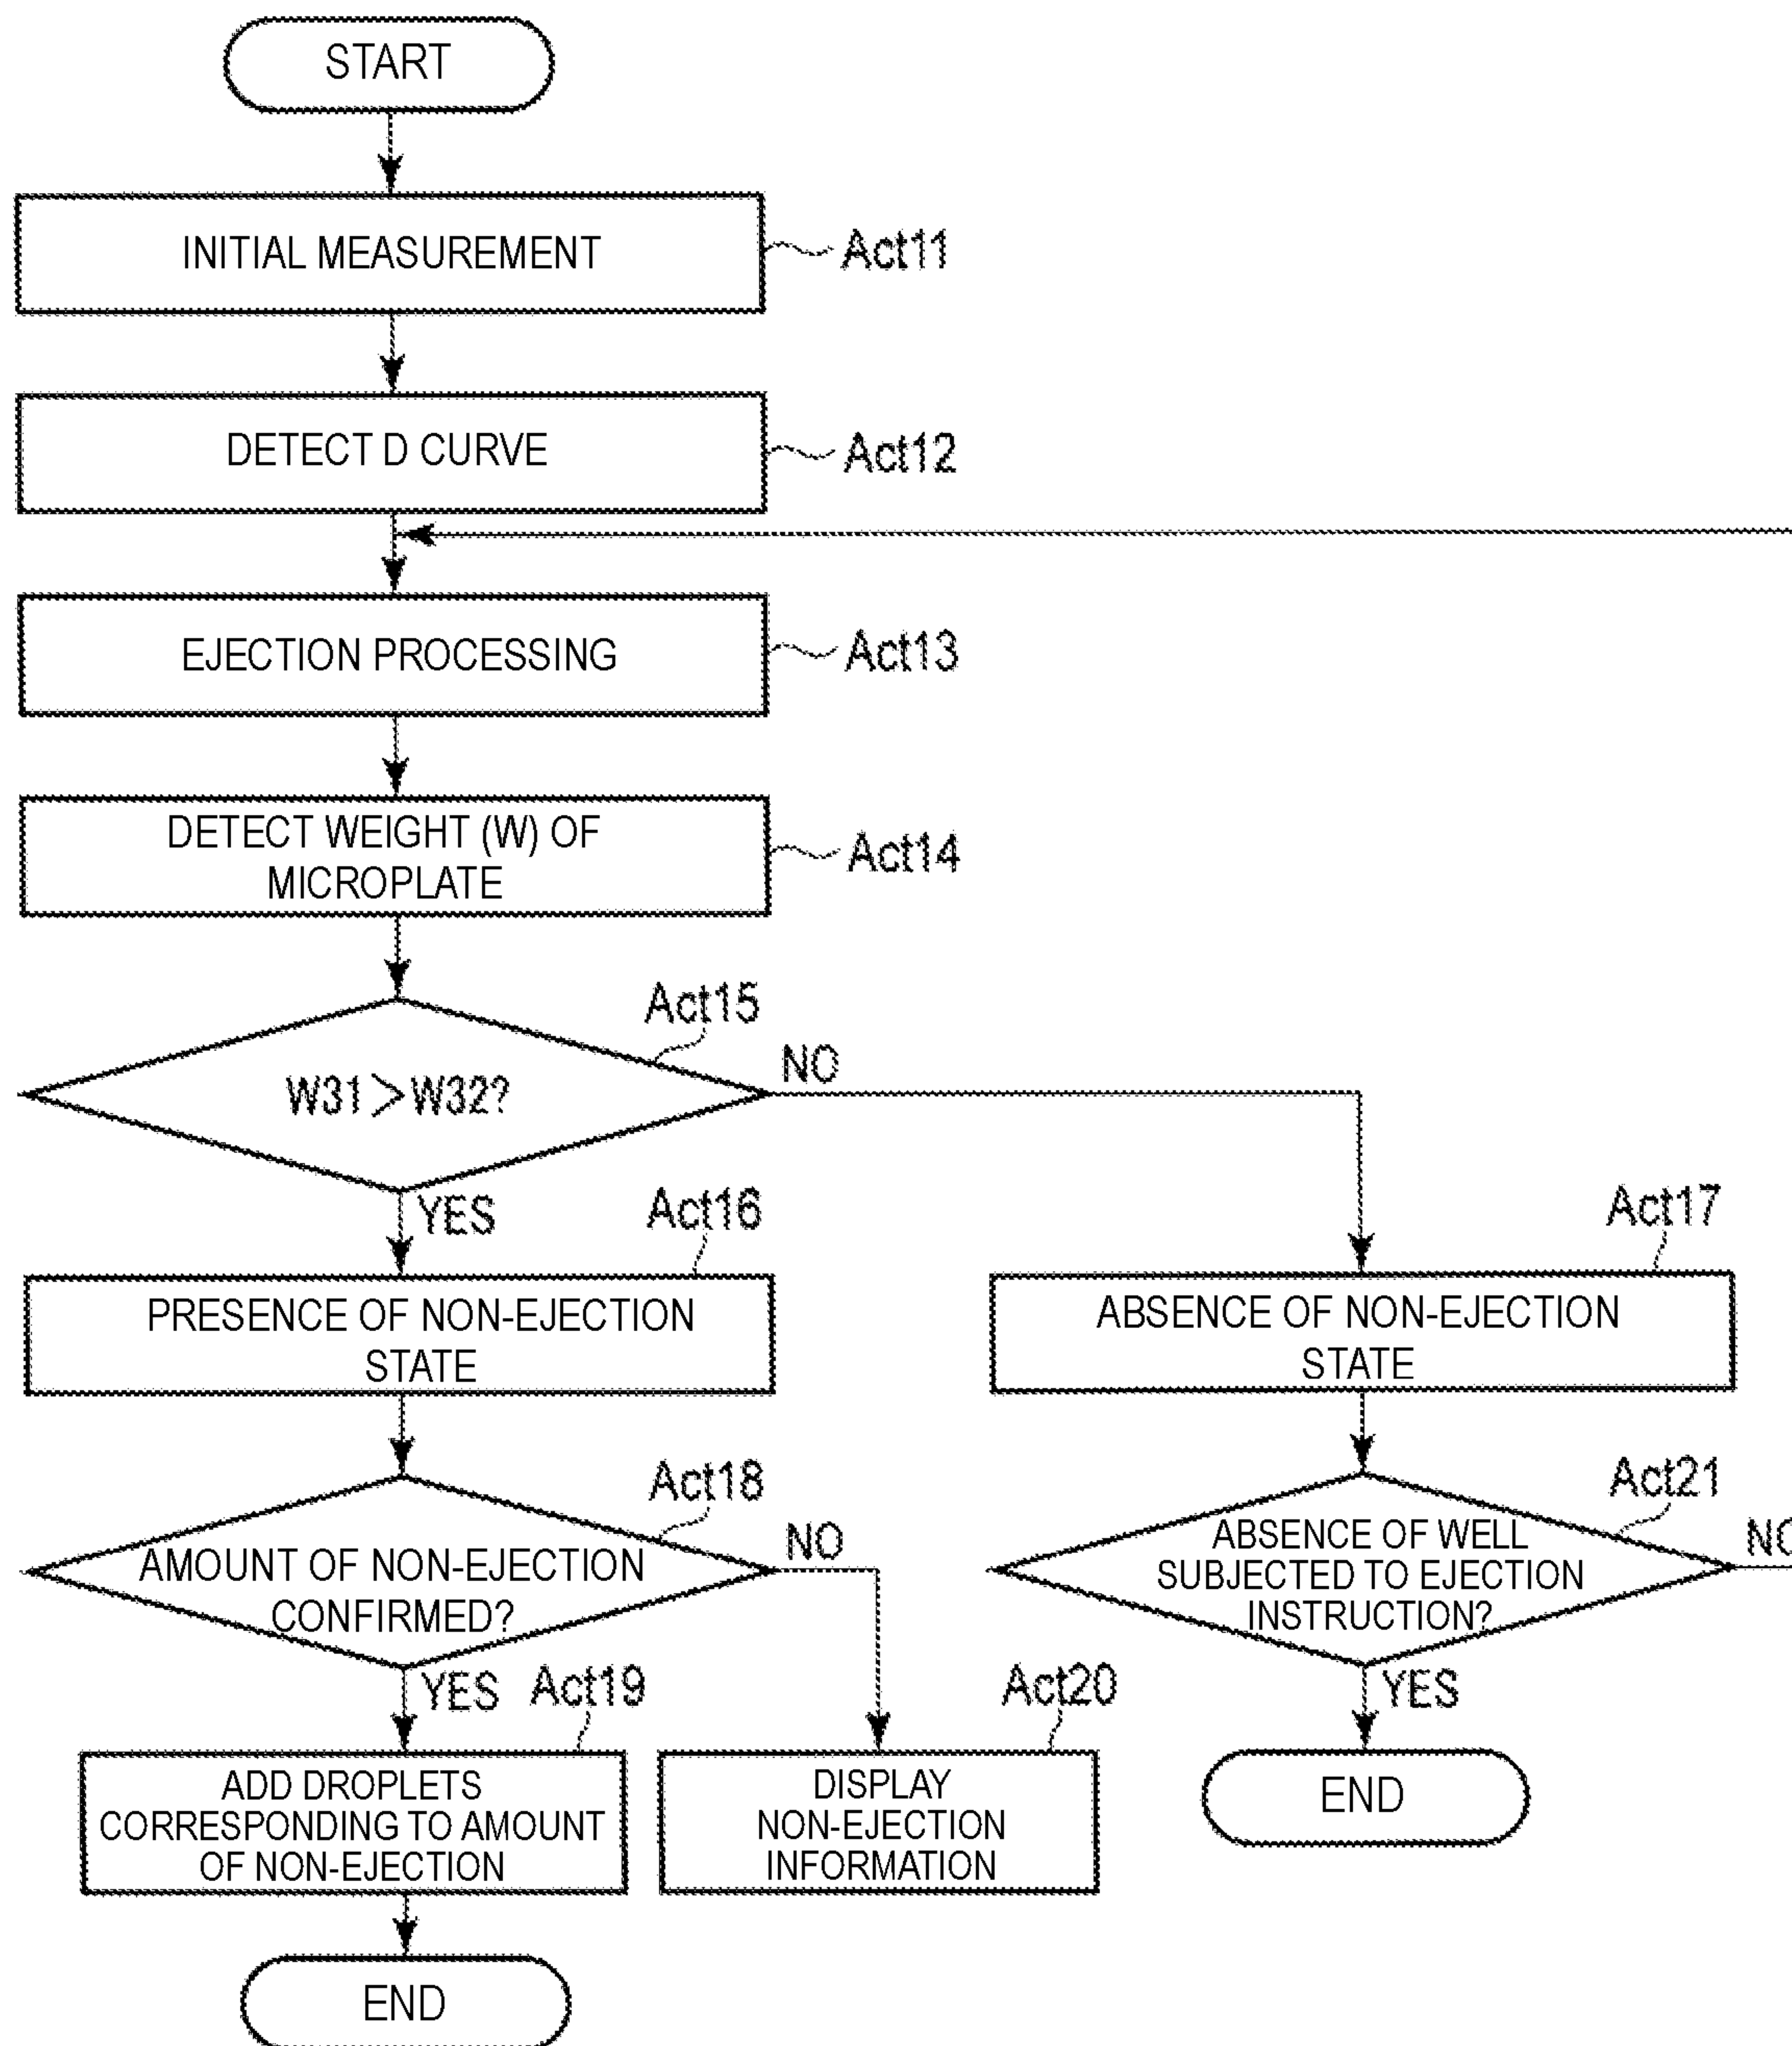 START
INITIAL MEASUREMENT
Act11
DETECT D CURVE
Act12
EJECTION PROCESSING
Act13
DETECT WEIGHT (W) OF
MICROPLATE
Act14
Act15
W31>W32?
NO
YES
Act16
PRESENCE OF NON-EJECTION
STATE
Act17
ABSENCE OF NON-EJECTION
STATE
Act18
AMOUNT OF NON-EJECTION
CONFIRMED?
NO
YES
Act21
ABSENCE OF WELL
SUBJECTED TO EJECTION
INSTRUCTION?
NO
YES
Act19
ADD DROPLETS
CORRESPONDING TO AMOUNT
OF NON-EJECTION
Act20
DISPLAY
NON-EJECTION
INFORMATION
END
END